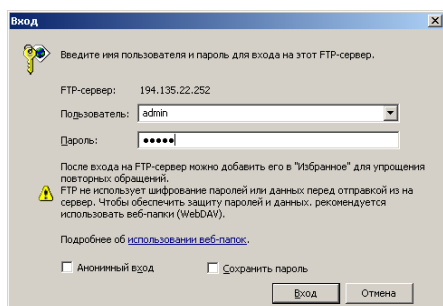 Вход
Введите имя пользователя и пароль для входа на этот FTP-сервер.
FTP-сервер: 194.135.22.252
Пользователь: admin
Пароль: ●●●●●
После входа на FTP-сервер можно добавить его в "Избранное" для упрощения
повторных обращений.
FTP не использует шифрование паролей или данных перед отправкой из на
сервер. Чтобы обеспечить защиту паролей и данных. рекомендуется
использовать веб-папки (WebDAV).
Подробнее об использовании веб-папок.
Анонимный вход Сохранить пароль
Вход Отмена